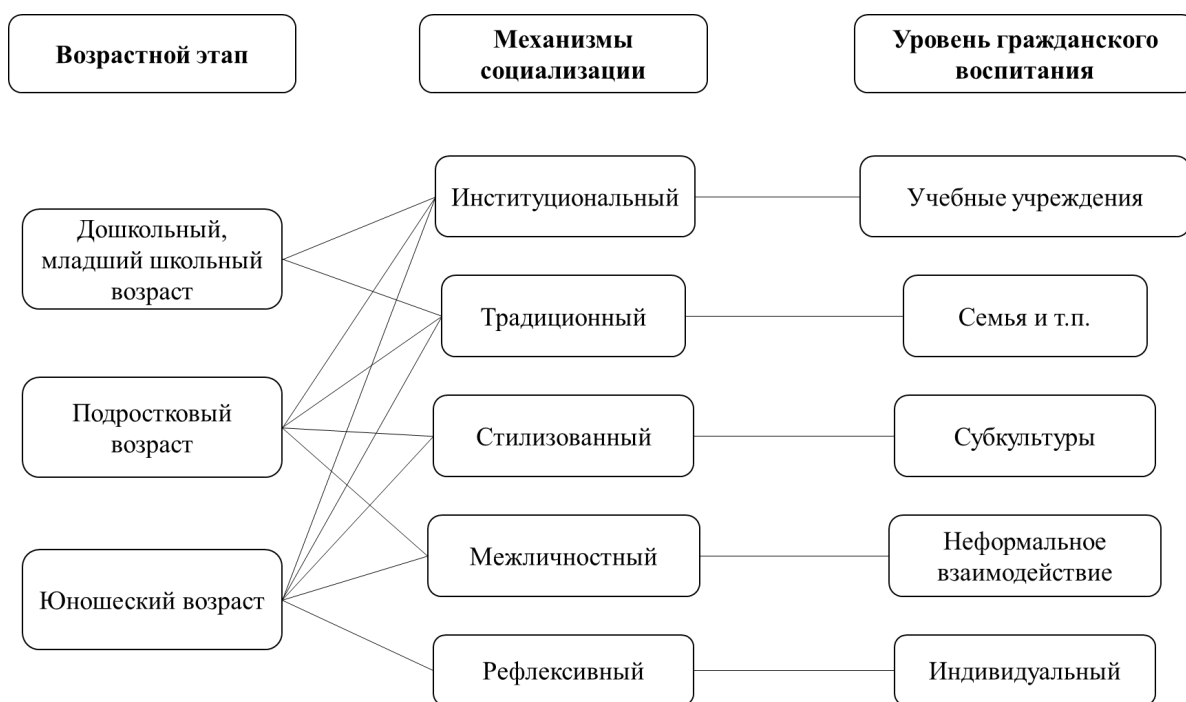 Возрастной этап
Механизмы
социализации
Уровень гражданского
воспитания
Дошкольный,
младший школьный
возраст
Подростковый
возраст
Юношеский возраст
Институциональный
Традиционный
Стилизованный
Межличностный
Рефлексивный
Учебные учреждения
Семья и т.п.
Субкультуры
Неформальное
взаимодействие
Индивидуальный